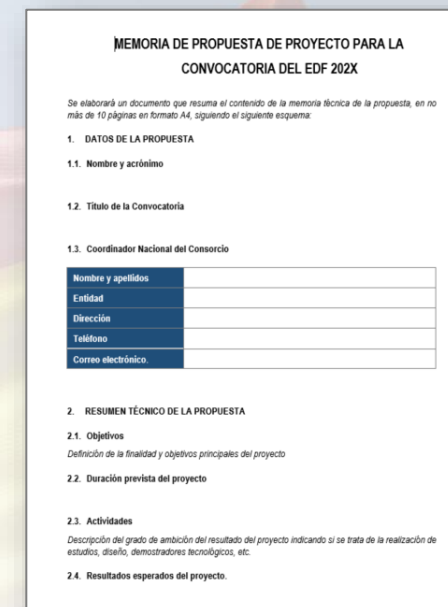 MEMORIA DE PROPUESTA DE PROYECTO PARA LA
CONVOCATORIA DEL EDF 202X
Se elaborará un documento que resuma el contenido de la memoria técnica de la propuesta, en no
más de 10 páginas en formato A4, siguiendo el siguiente esquema:
1. DATOS DE LA PROPUESTA
1.1. Nombre y acrónimo
1.2. Título de la Convocatoria
1.3. Coordinador Nacional del Consorcio
Nombre y apellidos
Entidad
Dirección
Teléfono
Correo electrónico.
2. RESUMEN TÉCNICO DE LA PROPUESTA
2.1. Objetivos
Definición de la finalidad y objetivos principales del proyecto
2.2. Duración prevista del proyecto
2.3. Actividades
Descripción del grado de ambición del resultado del proyecto indicando si se trata de la realización de
estudios, diseño, demostradores tecnológicos, etc.
2.4. Resultados esperados del proyecto.